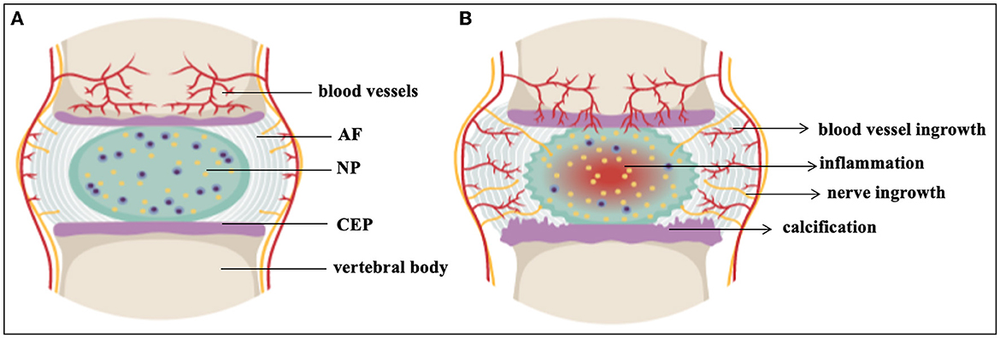 A
B
blood vessels
AF
NP
CEP
vertebral body
blood vessel ingrowth
inflammation
nerve ingrowth
calcification